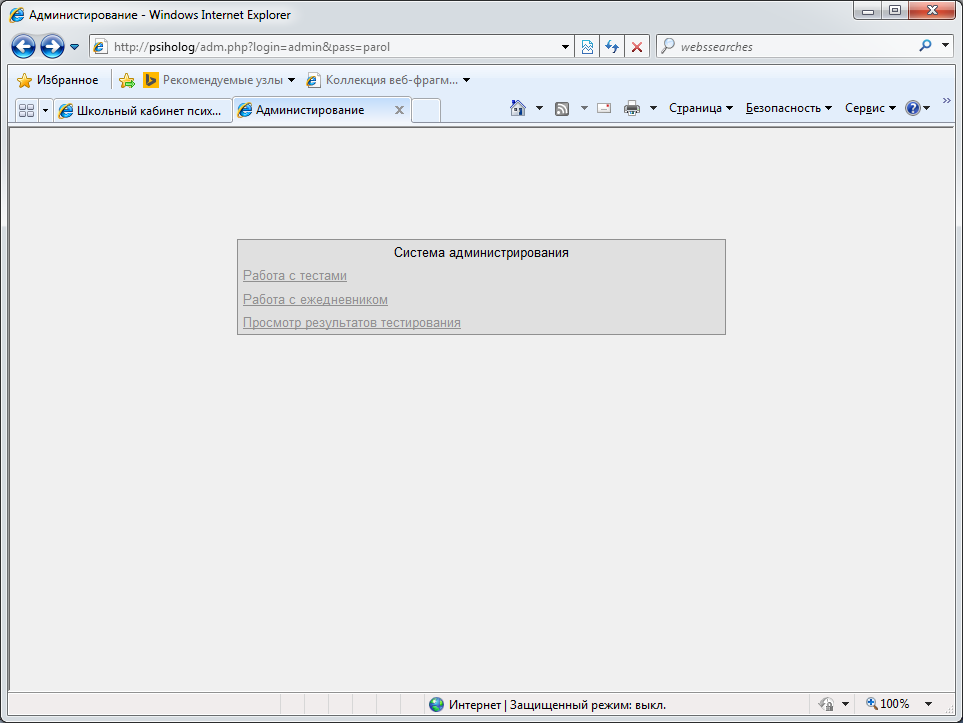 Администирование - Windows Internet Explorer
http://psiholog/adm.php?login=admin&pass=parol
webssearches
Избранное
Рекомендуемые узлы
Коллекция веб-фрагм...
Школьный кабинет псих...
Администирование
Страница
Безопасность
Сервис
Система администрирования
Работа с тестами
Работа с ежедневником
Просмотр результатов тестирования
Интернет | Защищенный режим: выкл.
100%